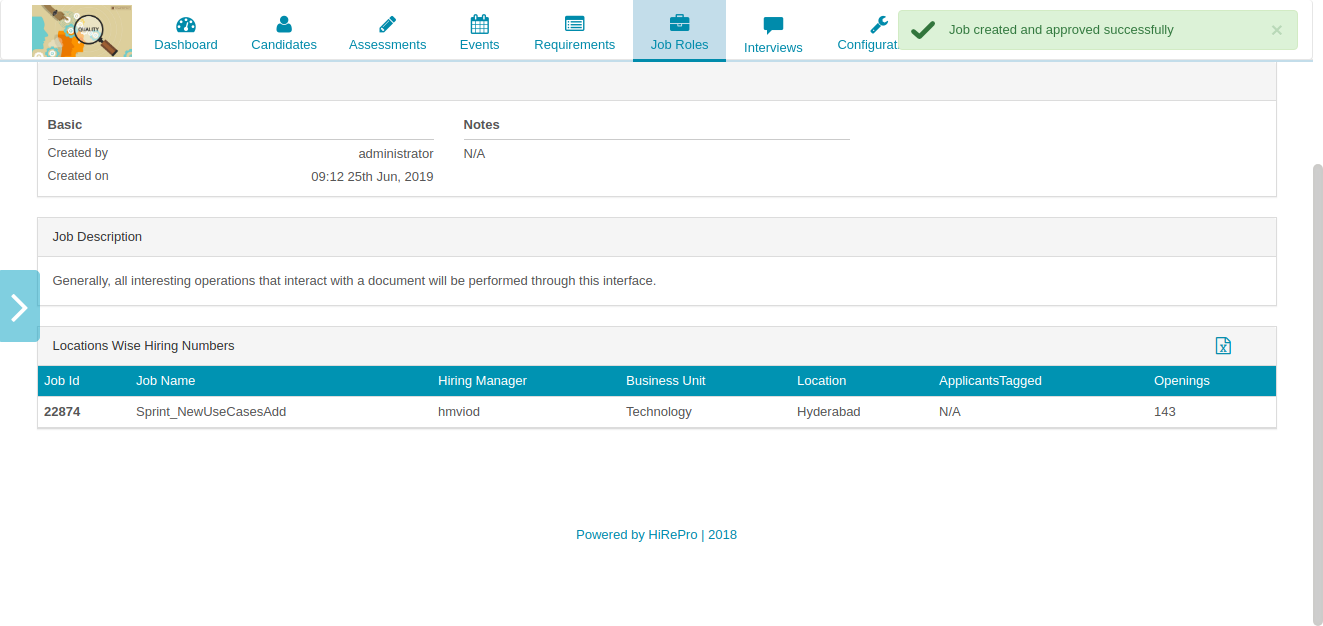 QUALITY
Dashboard Candidates Assessments Events Requirements Job Roles Interviews Configurat.
Job created and approved successfully ×
Details
Basic Notes
Created by administrator N/A
Created on 09:12 25th Jun, 2019
Job Description
Generally, all interesting operations that interact with a document will be performed through this interface.
Locations Wise Hiring Numbers
Job Id Job Name Hiring Manager Business Unit Location ApplicantsTagged Openings
22874 Sprint_NewUseCasesAdd hmviod Technology Hyderabad N/A 143
Powered by HiRePro | 2018